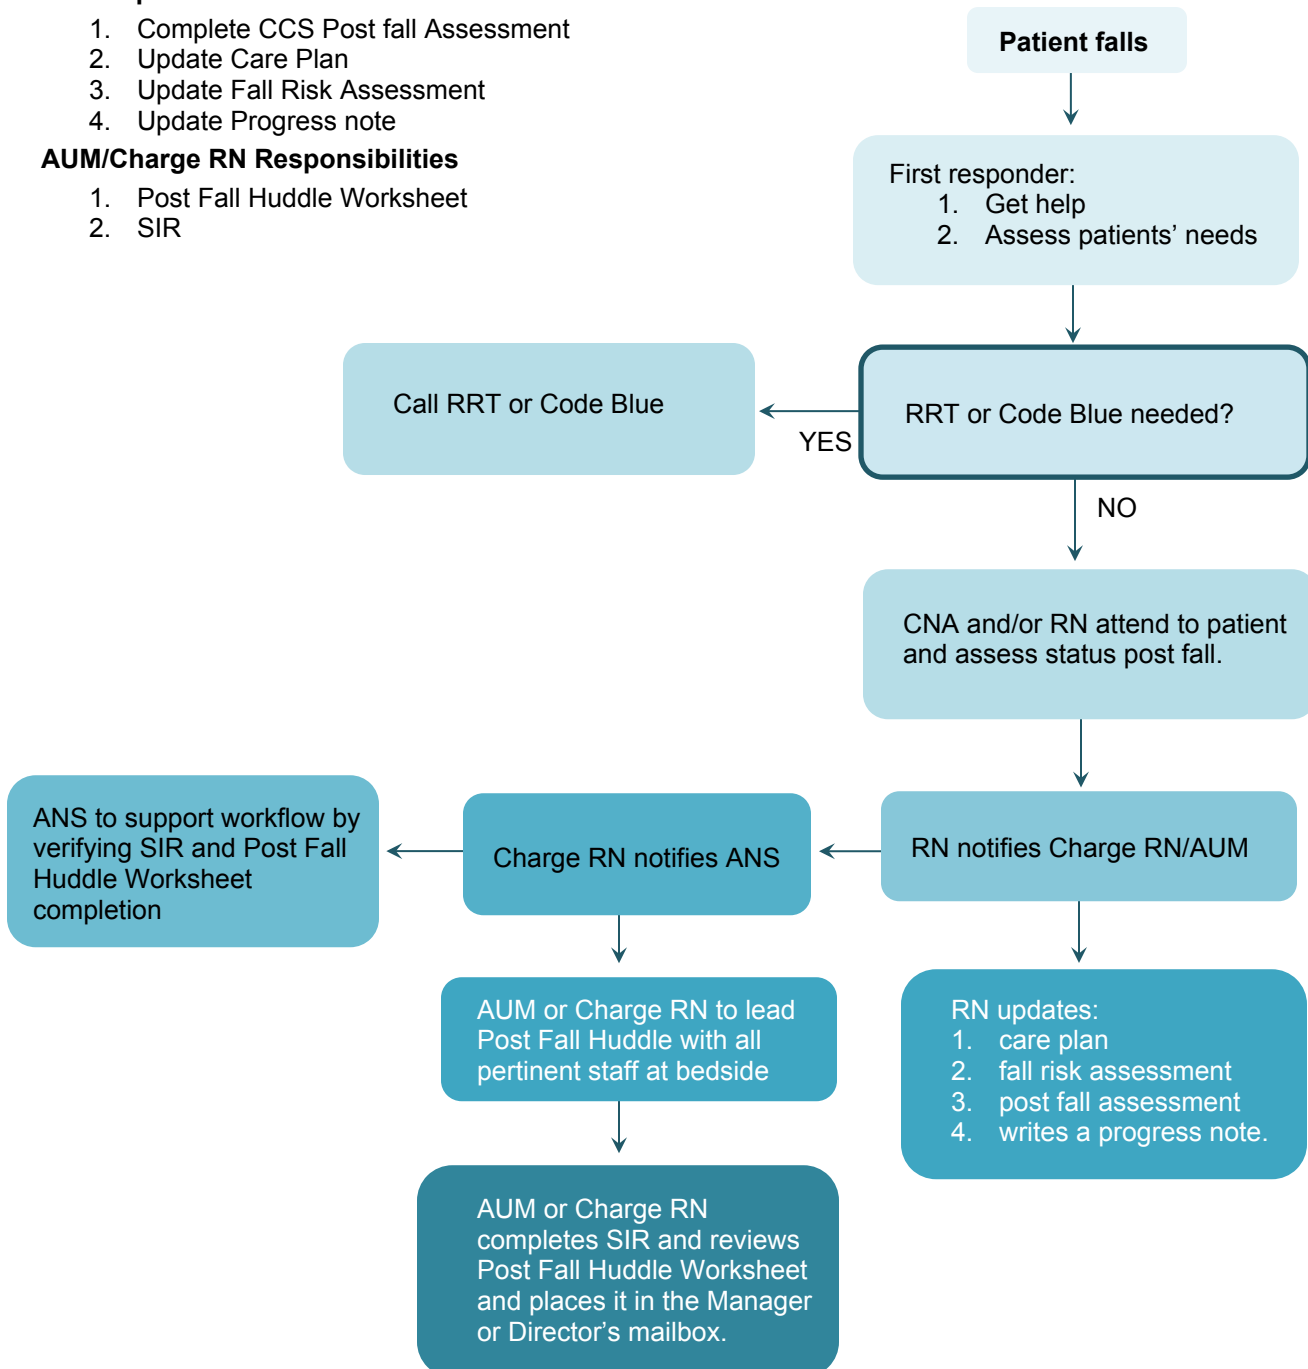 1. Complete CCS Post fall Assessment
2. Update Care Plan
3. Update Fall Risk Assessment
4. Update Progress note
AUM/Charge RN Responsibilities
1. Post Fall Huddle Worksheet
2. SIR
Patient falls
First responder:
1. Get help
2. Assess patients’ needs
RRT or Code Blue needed?
YES
Call RRT or Code Blue
NO
CNA and/or RN attend to patient
and assess status post fall.
RN notifies Charge RN/AUM
Charge RN notifies ANS
ANS to support workflow by
verifying SIR and Post Fall
Huddle Worksheet
completion
RN updates:
1. care plan
2. fall risk assessment
3. post fall assessment
4. writes a progress note.
AUM or Charge RN to lead
Post Fall Huddle with all
pertinent staff at bedside
AUM or Charge RN
completes SIR and reviews
Post Fall Huddle Worksheet
and places it in the Manager
or Director’s mailbox.